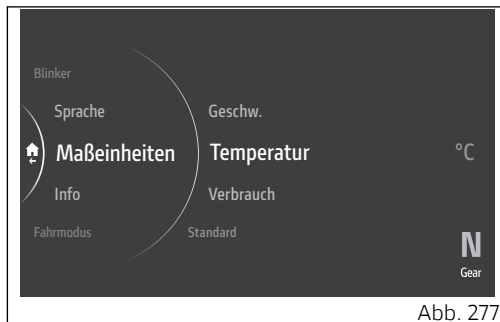 Blinker
Sprache Geschw.
Maßeinheiten Temperatur °C
Info Verbrauch
Fahrmodus Standard
N
Gear
Abb. 277